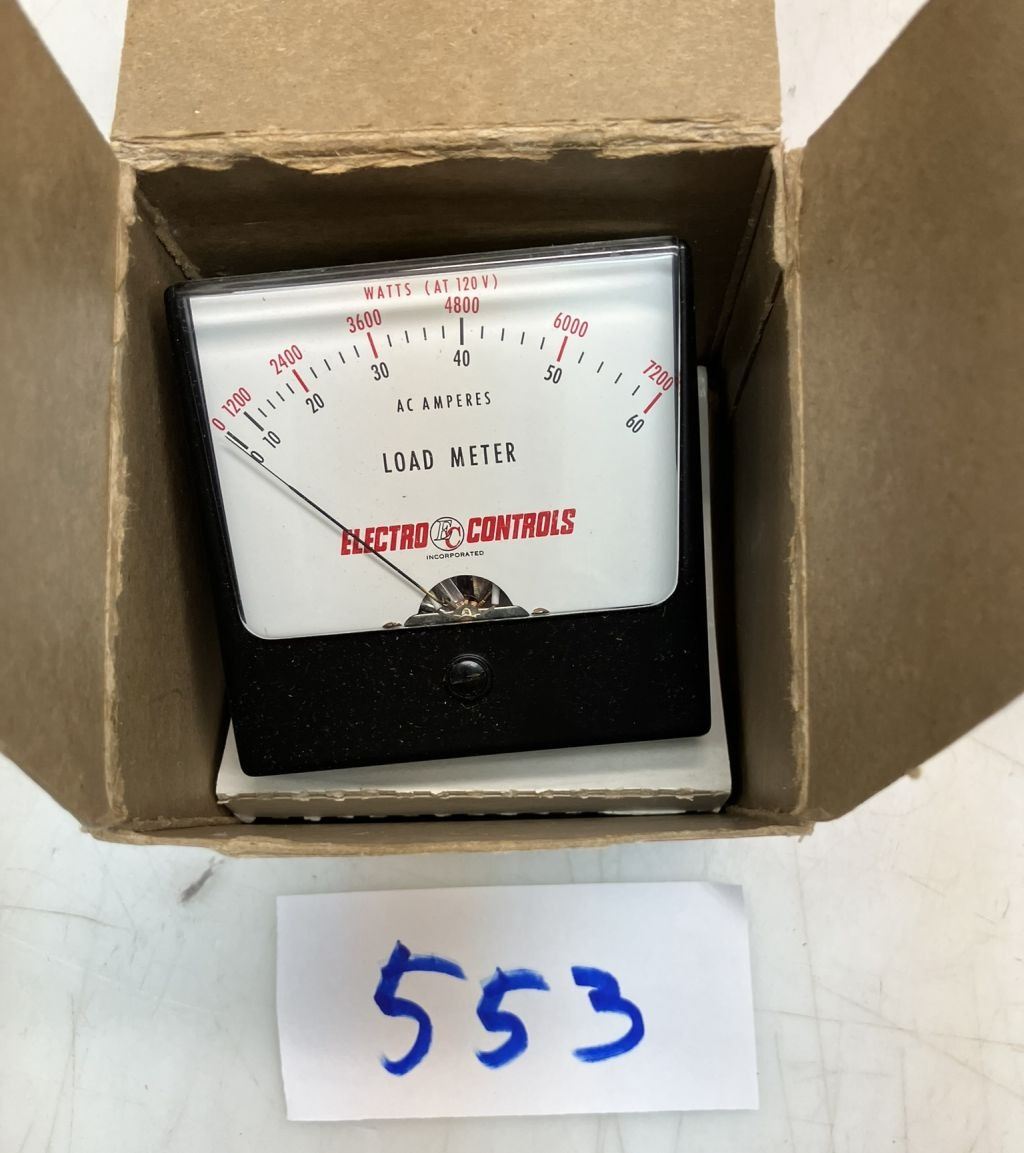 WATTS (AT 120 V)
0 1200 2400 3600 4800 6000 7200
0 10 20 30 40 50 60
AC AMPERES
LOAD METER
ELECTRO EC CONTROLS
INCORPORATED
553